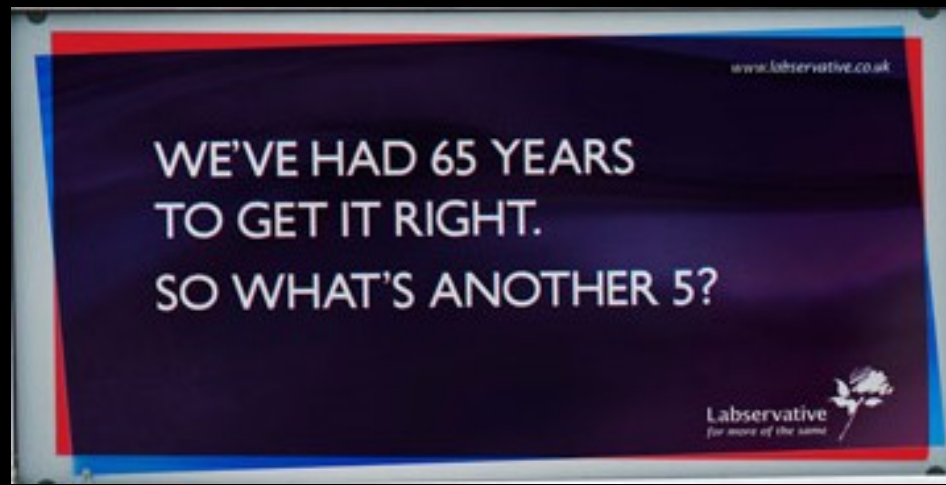 www.labservative.co.uk
WE'VE HAD 65 YEARS
TO GET IT RIGHT.
SO WHAT'S ANOTHER 5?
Labservative
for more of the same